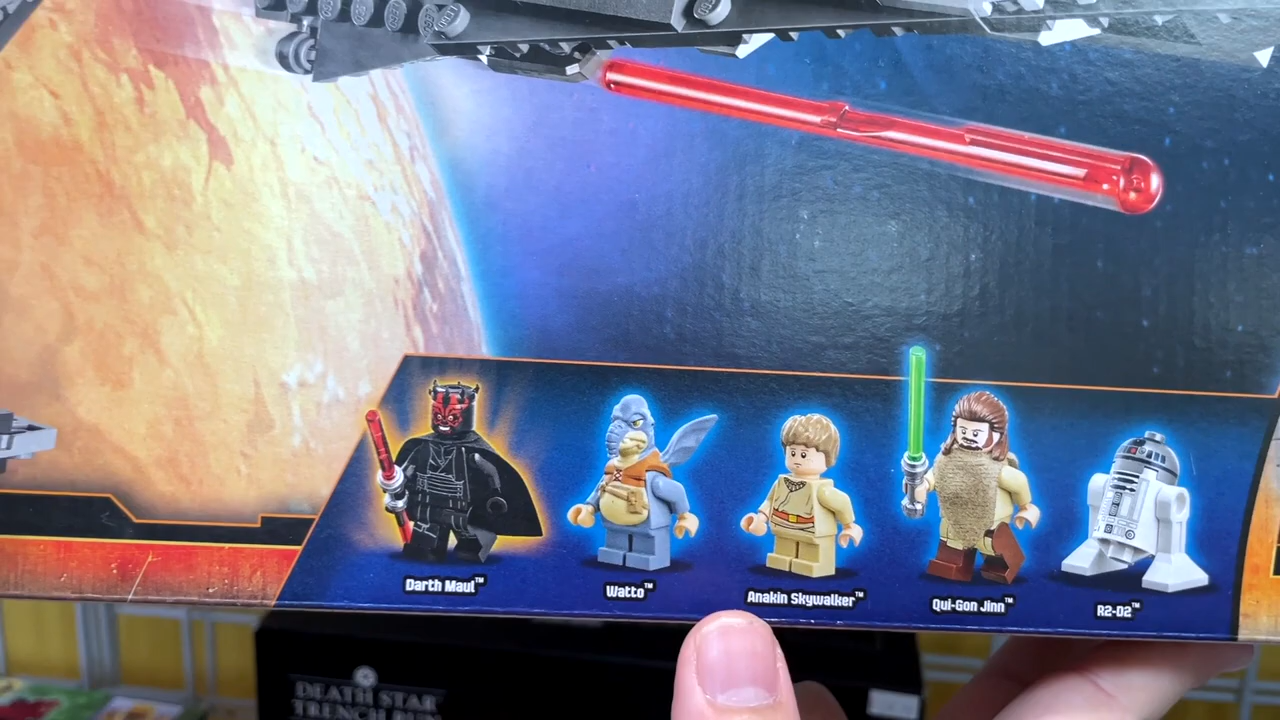 Darth Maul™
Watto™
Anakin Skywalker™
Qui-Gon Jinn™
R2-D2™
DEATH STAR
TRENCH RUN